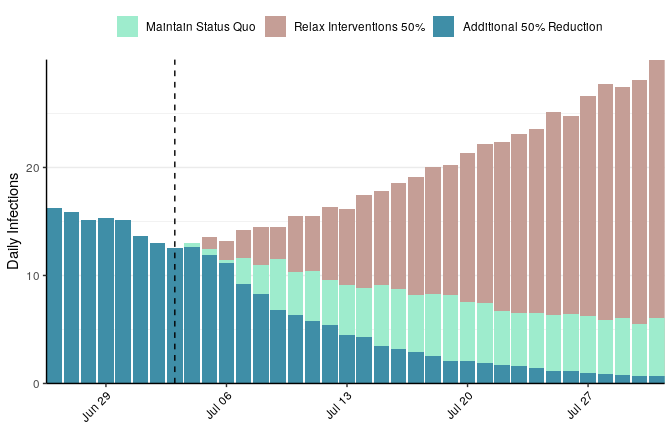 Maintain Status Quo Relax Interventions 50% Additional 50% Reduction
Daily Infections
20
10
0
Jun 29 Jul 06 Jul 13 Jul 20 Jul 27